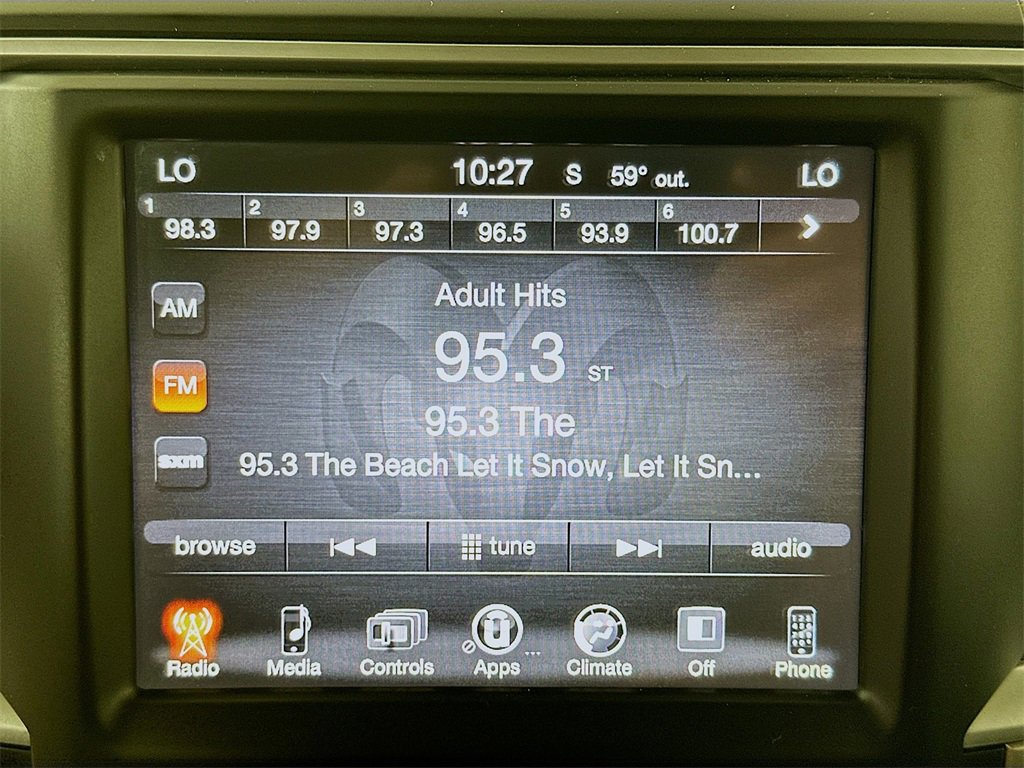 LO 10:27 S 59° out. LO
1 2 3 4 5 6
98.3 97.9 97.3 96.5 93.9 100.7
Adult Hits
AM
95.3 ST
FM
95.3 The
sxm
95.3 The Beach Let It Snow, Let It Sn...
browse tune audio
u
Radio Media Controls Apps ... Climate Off Phone